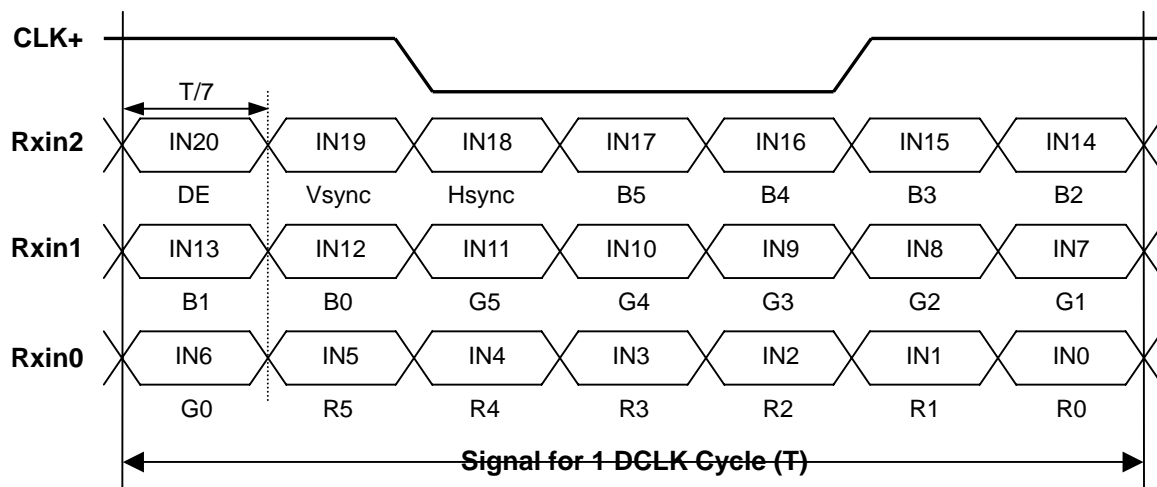 CLK+
T/7
Rxin2 IN20 IN19 IN18 IN17 IN16 IN15 IN14
DE Vsync Hsync B5 B4 B3 B2
Rxin1 IN13 IN12 IN11 IN10 IN9 IN8 IN7
B1 B0 G5 G4 G3 G2 G1
Rxin0 IN6 IN5 IN4 IN3 IN2 IN1 IN0
G0 R5 R4 R3 R2 R1 R0
Signal for 1 DCLK Cycle (T)